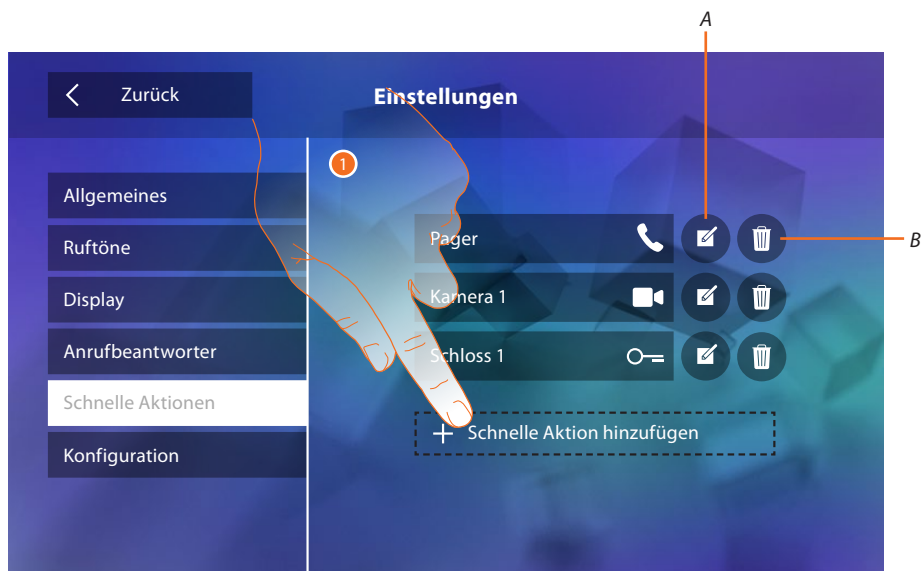 A
Zurück
Einstellungen
1
Allgemeines
Ruftöne
Pager
B
Display
Kamera 1
Anrufbeantworter
Schloss 1
Schnelle Aktionen
Schnelle Aktion hinzufügen
Konfiguration